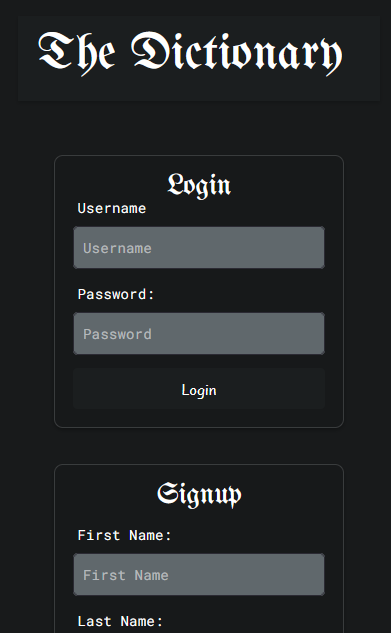 The Dictionary
Login
Username
Username
Password:
Password
Login
Signup
First Name:
First Name
Last Name: